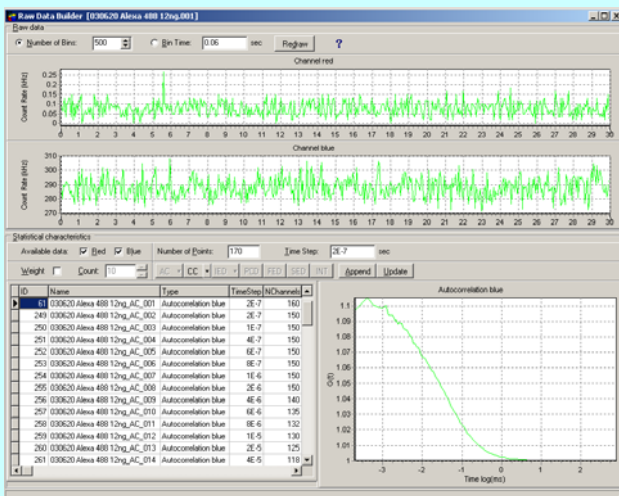 Raw Data Builder [030620 Alexa 488 12ng.001]
Raw data
Number of Bins: 500 Bin Time: 0.06 sec Redraw ?
Channel red
Count Rate (kHz)
0.25
0.2
0.15
0.1
0.05
0
0 1 2 3 4 5 6 7 8 9 10 11 12 13 14 15 16 17 18 19 20 21 22 23 24 25 26 27 28 29 30
Channel blue
Count Rate (kHz)
310
300
290
280
270
0 1 2 3 4 5 6 7 8 9 10 11 12 13 14 15 16 17 18 19 20 21 22 23 24 25 26 27 28 29 30
Statistical characteristics
Available data: Red Blue Number of Points: 170 Time Step: 2E-7 sec
Weight Count: 10 AC CC IED PCD FED SED INT Append Update
ID Name Type TimeStep NChannels
61 030620 Alexa 488 12ng_AC_001 Autocorrelation blue 2E-7 160
249 030620 Alexa 488 12ng_AC_002 Autocorrelation blue 2E-7 150
250 030620 Alexa 488 12ng_AC_003 Autocorrelation blue 1E-7 150
251 030620 Alexa 488 12ng_AC_004 Autocorrelation blue 4E-7 150
252 030620 Alexa 488 12ng_AC_005 Autocorrelation blue 6E-7 150
253 030620 Alexa 488 12ng_AC_006 Autocorrelation blue 8E-7 150
254 030620 Alexa 488 12ng_AC_007 Autocorrelation blue 1E-6 150
255 030620 Alexa 488 12ng_AC_008 Autocorrelation blue 2E-6 150
256 030620 Alexa 488 12ng_AC_009 Autocorrelation blue 4E-6 140
257 030620 Alexa 488 12ng_AC_010 Autocorrelation blue 6E-6 135
258 030620 Alexa 488 12ng_AC_011 Autocorrelation blue 8E-6 132
259 030620 Alexa 488 12ng_AC_012 Autocorrelation blue 1E-5 130
260 030620 Alexa 488 12ng_AC_013 Autocorrelation blue 2E-5 125
261 030620 Alexa 488 12ng_AC_014 Autocorrelation blue 4E-5 118
Autocorrelation blue
G(t)
1.1
1.09
1.08
1.07
1.06
1.05
1.04
1.03
1.02
1.01
1
-3 -2 -1 0 1 2
Time log(ms)